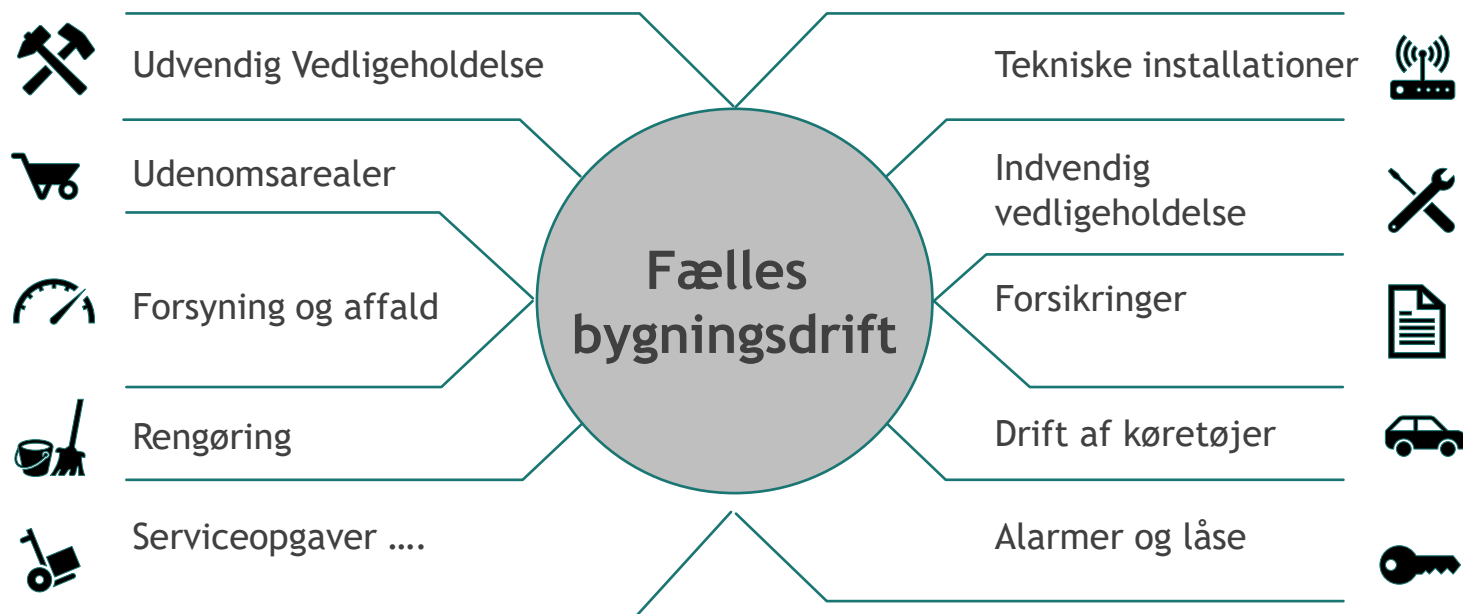 Udvendig Vedligeholdelse
Udenomsarealer
Forsyning og affald
Rengøring
Serviceopgaver ….
Fælles
bygningsdrift
Tekniske installationer
Indvendig
vedligeholdelse
Forsikringer
Drift af køretøjer
Alarmer og låse